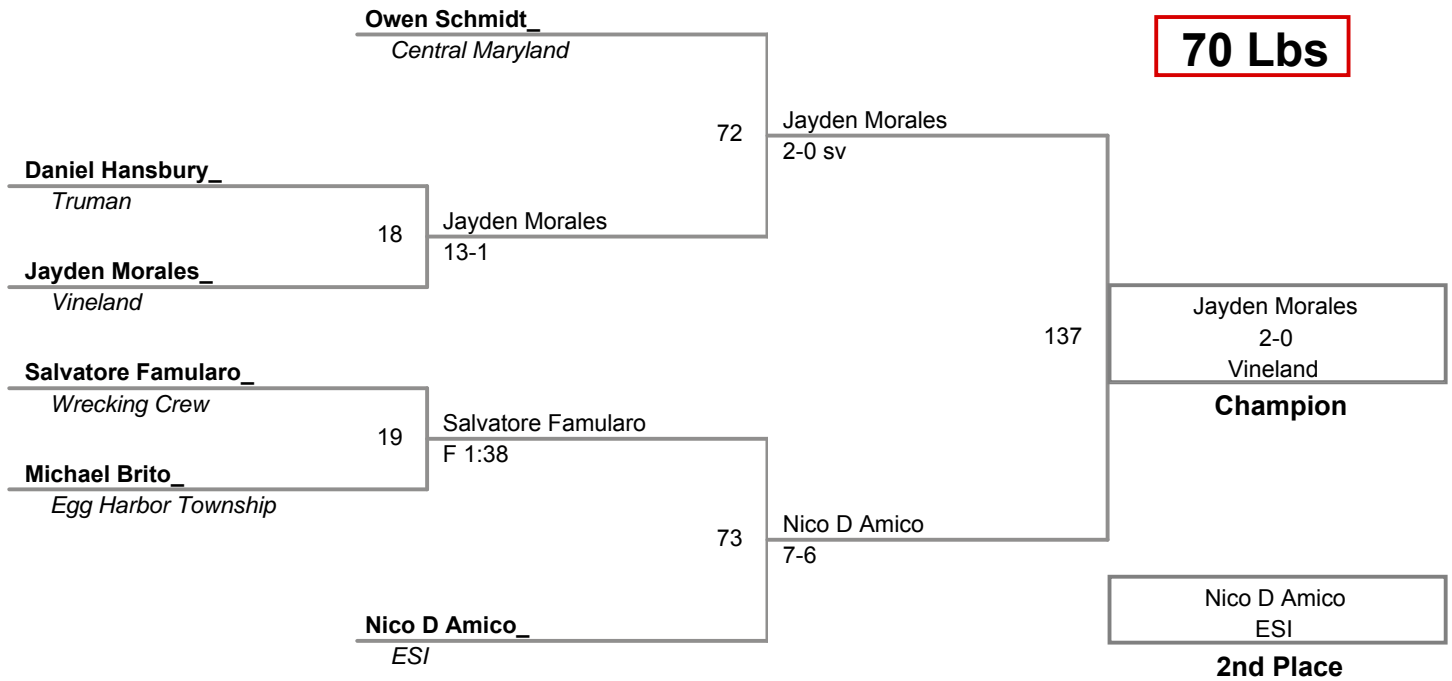 Owen Schmidt_
Central Maryland
70 Lbs
72
Jayden Morales
2-0 sv
Daniel Hansbury_
Truman
18
Jayden Morales
13-1
Jayden Morales_
Vineland
137
Jayden Morales
2-0
Vineland
Champion
Salvatore Famularo_
Wrecking Crew
19
Salvatore Famularo
F 1:38
Michael Brito_
Egg Harbor Township
73
Nico D Amico
7-6
Nico D Amico_
ESI
Nico D Amico
ESI
2nd Place